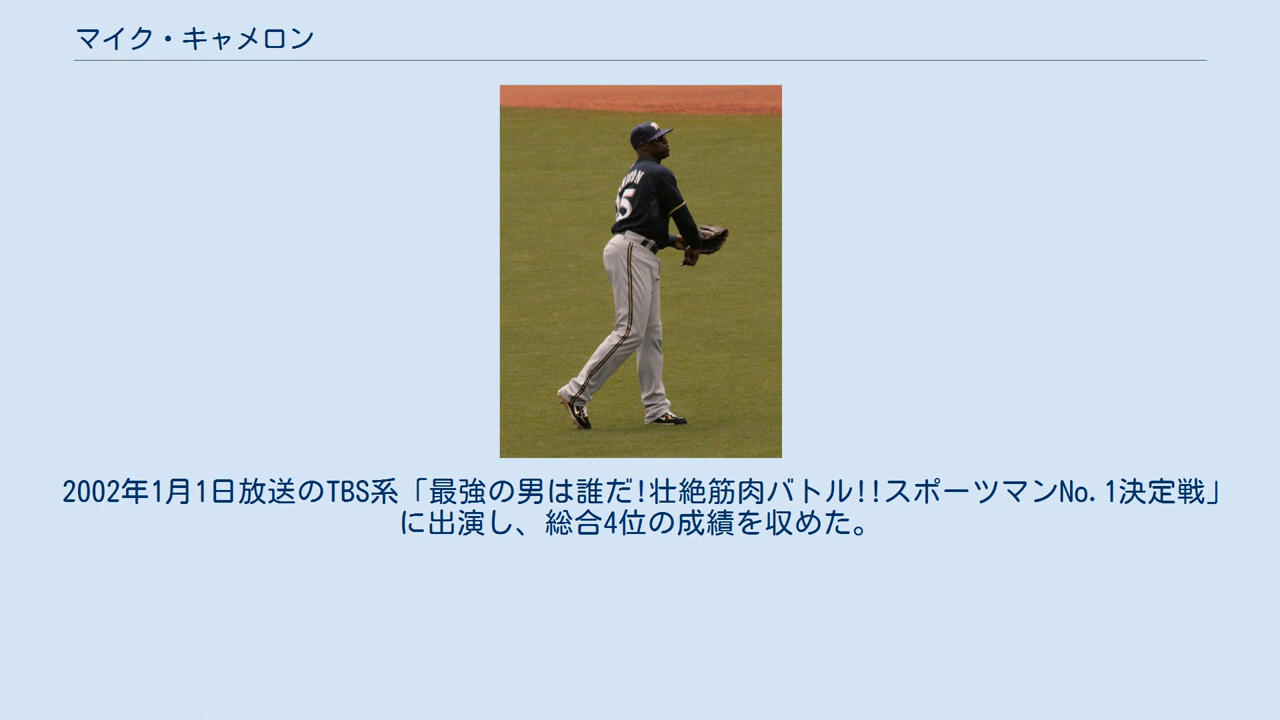 マイク・キャメロン
2002年1月1日放送のTBS系「最強の男は誰だ!壮絶筋肉バトル!!スポーツマンNo.1決定戦」
に出演し、総合4位の成績を収めた。